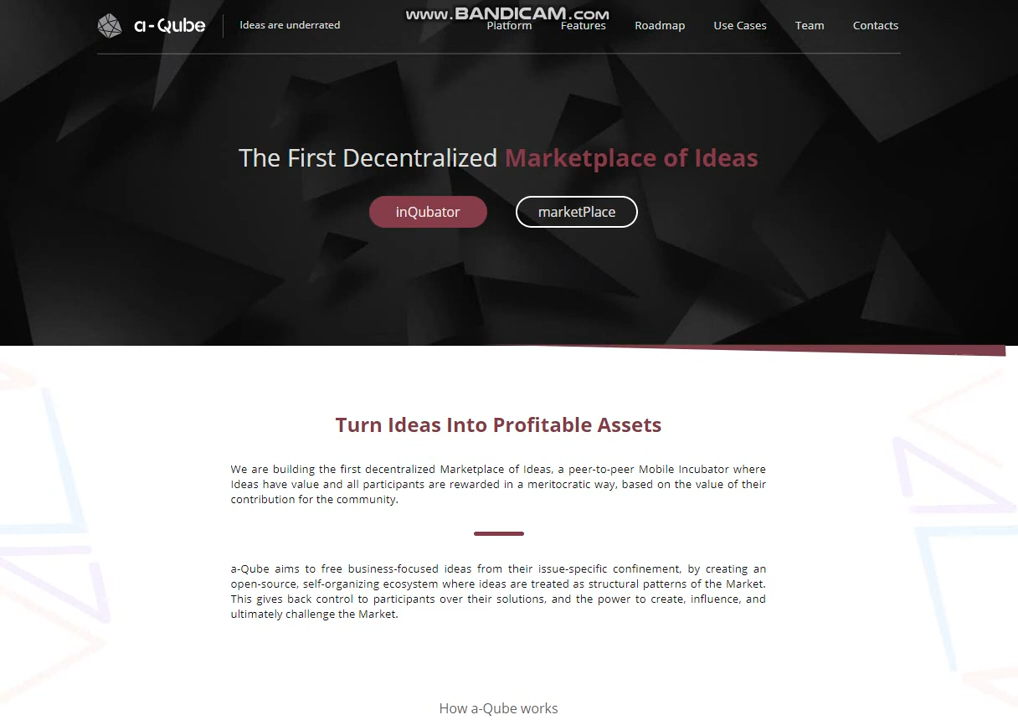 www.BANDICAM.com
a-Qube
Ideas are underrated
Platform
Features
Roadmap
Use Cases
Team
Contacts
The First Decentralized Marketplace of Ideas
inQubator
marketPlace
Turn Ideas Into Profitable Assets
We are building the first decentralized Marketplace of Ideas, a peer-to-peer Mobile Incubator where
Ideas have value and all participants are rewarded in a meritocratic way, based on the value of their
contribution for the community.
a-Qube aims to free business-focused ideas from their issue-specific confinement, by creating an
open-source, self-organizing ecosystem where ideas are treated as structural patterns of the Market.
This gives back control to participants over their solutions, and the power to create, influence, and
ultimately challenge the Market.
How a-Qube works